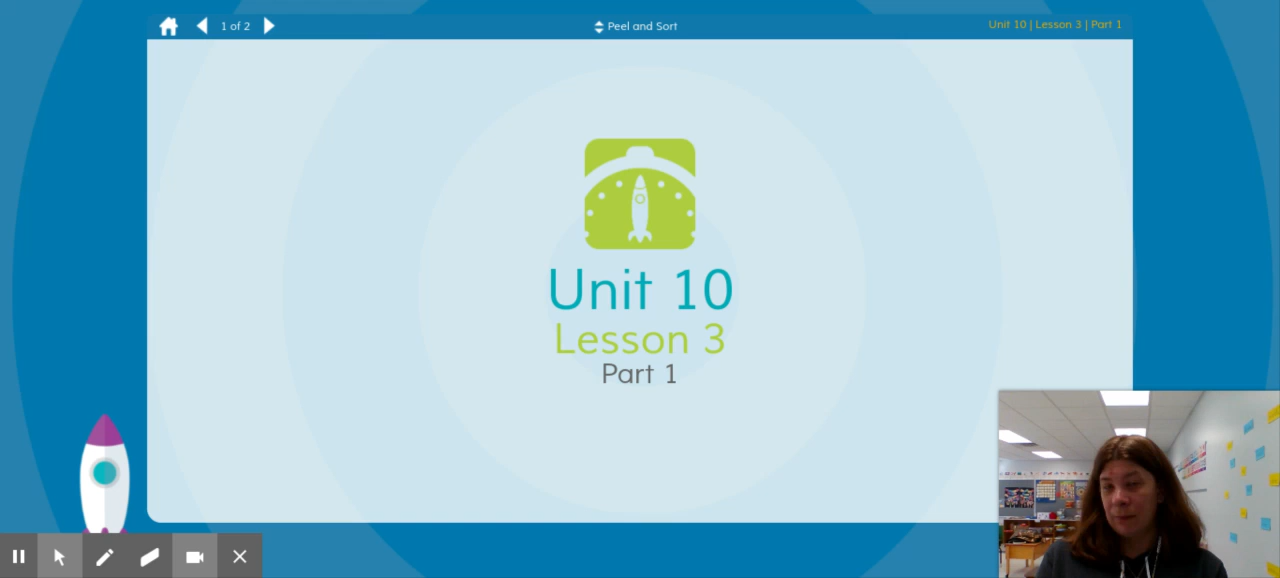 1 of 2
Peel and Sort
Unit 10 | Lesson 3 | Part 1
Unit 10
Lesson 3
Part 1